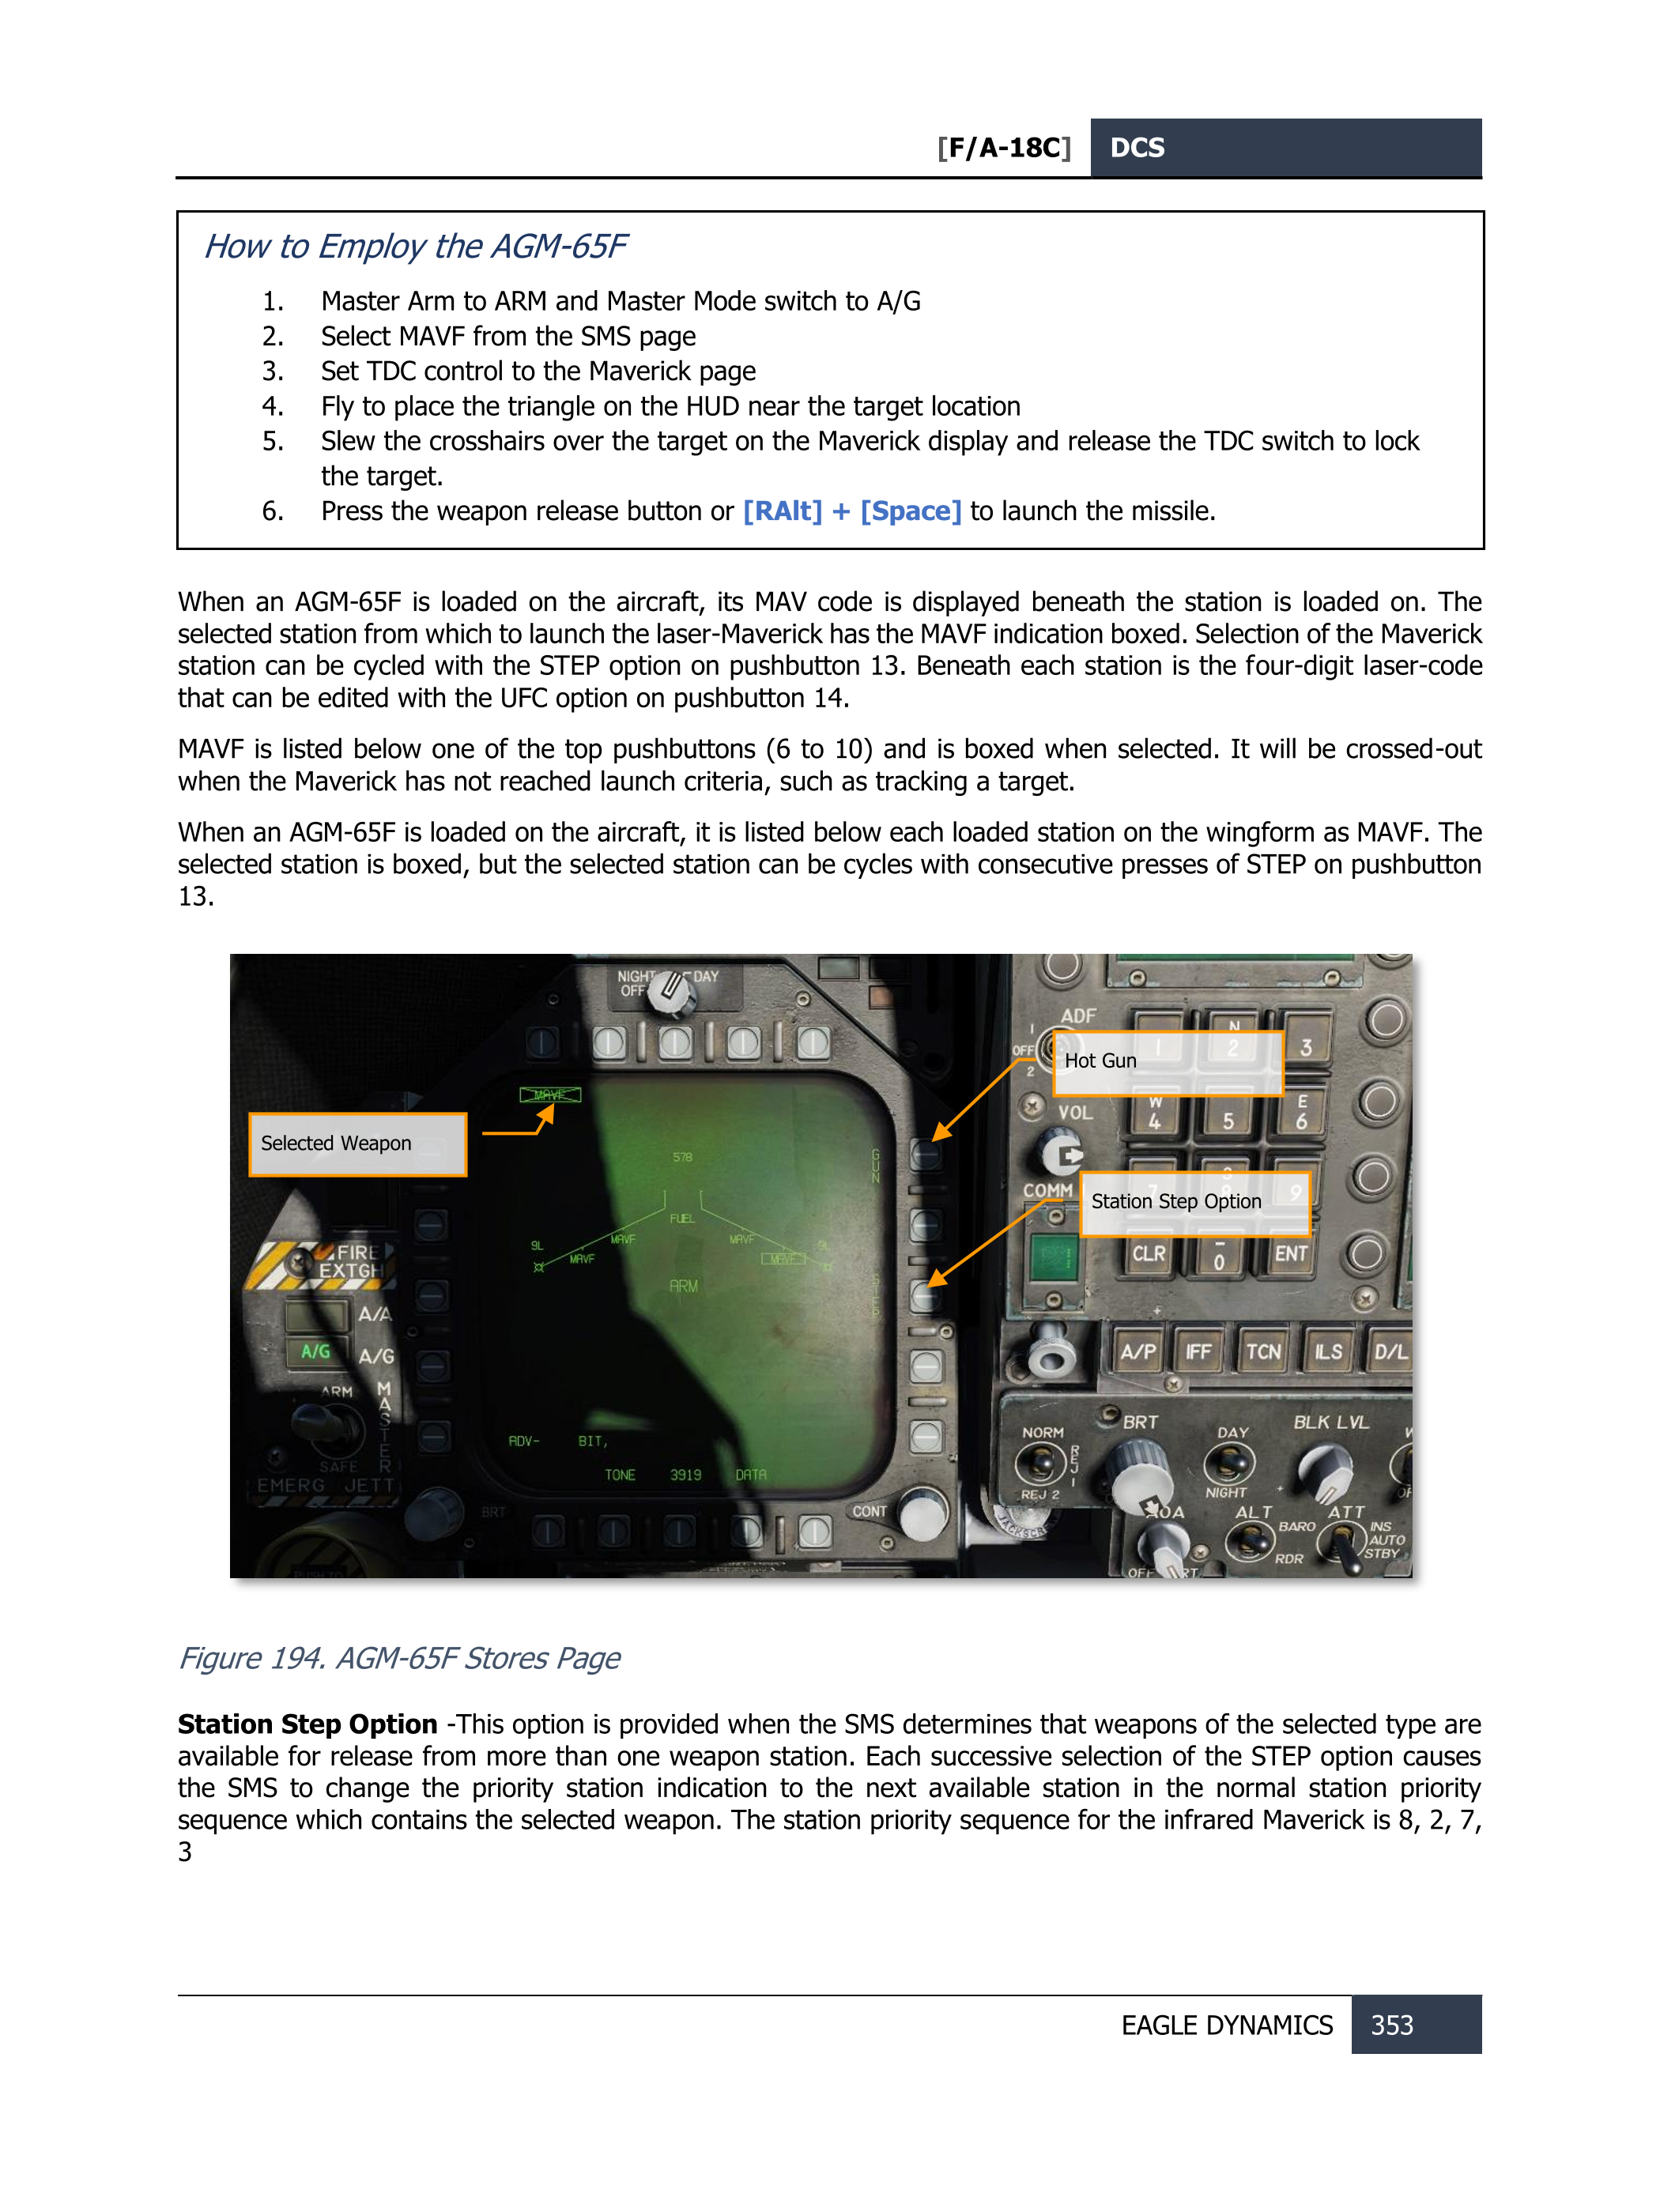 [F/A-18C] DCS
How to Employ the AGM-65F
1. Master Arm to ARM and Master Mode switch to A/G
2. Select MAVF from the SMS page
3. Set TDC control to the Maverick page
4. Fly to place the triangle on the HUD near the target location
5. Slew the crosshairs over the target on the Maverick display and release the TDC switch to lock
the target.
6. Press the weapon release button or [RAlt] + [Space] to launch the missile.
When an AGM-65F is loaded on the aircraft, its MAV code is displayed beneath the station is loaded on. The
selected station from which to launch the laser-Maverick has the MAVF indication boxed. Selection of the Maverick
station can be cycled with the STEP option on pushbutton 13. Beneath each station is the four-digit laser-code
that can be edited with the UFC option on pushbutton 14.
MAVF is listed below one of the top pushbuttons (6 to 10) and is boxed when selected. It will be crossed-out
when the Maverick has not reached launch criteria, such as tracking a target.
When an AGM-65F is loaded on the aircraft, it is listed below each loaded station on the wingform as MAVF. The
selected station is boxed, but the selected station can be cycles with consecutive presses of STEP on pushbutton
13.
NIGHT DAY
OFF
MAVF
Selected Weapon
578
GUN
FUEL
9L MAVF MAVF MAVF MAVF 9L
ARM
STEP
ADV- BIT,
TONE 3919 DATA
BRT CONT
FIRE
EXTGH
A/A
A/G A/G
ARM
MASTER
SAFE
EMERG JETT
ADF
1
OFF
2
Hot Gun
VOL
COMM
Station Step Option
1 N 2 3
W 4 5 E 6
7 9
CLR - 0 ENT
A/P IFF TCN ILS D/L
NORM BRT DAY BLK LVL
REJ 1
REJ 2 NIGHT
AOA ALT ATT
BARO INS
AUTO
RDR STBY
OFF
Figure 194. AGM-65F Stores Page
Station Step Option -This option is provided when the SMS determines that weapons of the selected type are
available for release from more than one weapon station. Each successive selection of the STEP option causes
the SMS to change the priority station indication to the next available station in the normal station priority
sequence which contains the selected weapon. The station priority sequence for the infrared Maverick is 8, 2, 7,
3
EAGLE DYNAMICS 353